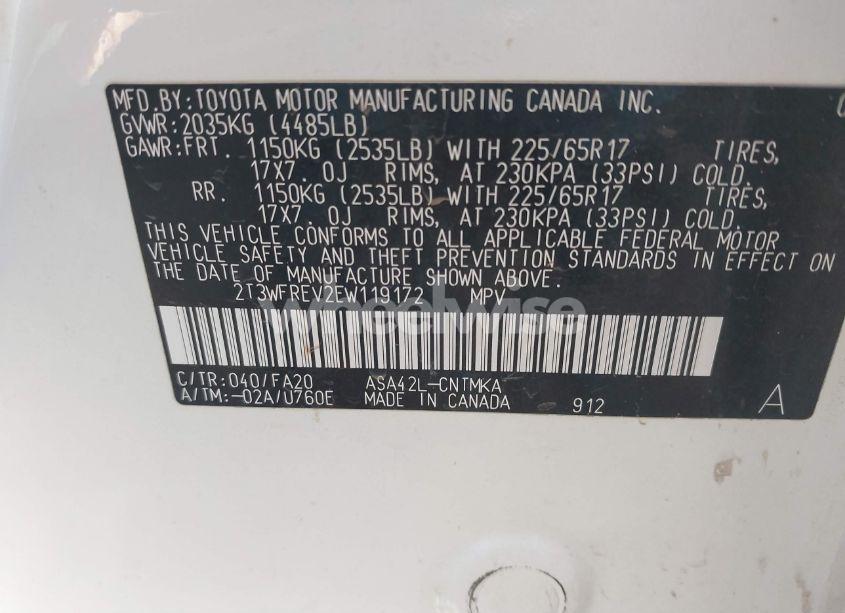 MFD.BY:TOYOTA MOTOR MANUFACTURING CANADA INC.
GVWR:2035KG (4485LB)
GAWR:FRT. 1150KG (2535LB) WITH 225/65R17 TIRES,
17X7.0J RIMS, AT 230KPA (33PSI) COLD.
RR. 1150KG (2535LB) WITH 225/65R17 TIRES,
17X7.0J RIMS, AT 230KPA (33PSI) COLD.
THIS VEHICLE CONFORMS TO ALL APPLICABLE FEDERAL MOTOR
VEHICLE SAFETY AND THEFT PREVENTION STANDARDS IN EFFECT ON
THE DATE OF MANUFACTURE SHOWN ABOVE.
2T3WFREV2EW119172 MPV
wheelwise
C/TR:040/FA20 ASA42L-CNTMKA
A/TM:-02A/U760E MADE IN CANADA 912 A